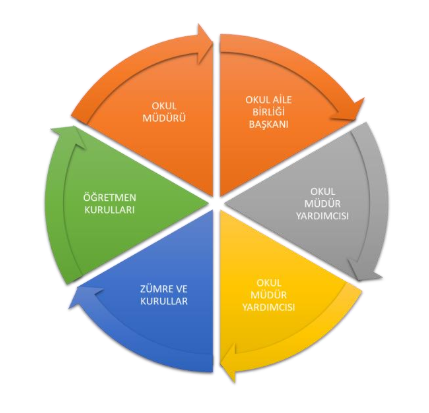 OKUL
MÜDÜRÜ
OKUL AİLE
BİRLİĞİ
BAŞKANI
OKUL
MÜDÜR
YARDIMCISI
OKUL
MÜDÜR
YARDIMCISI
ZÜMRE VE
KURULLAR
ÖĞRETMEN
KURULLARI